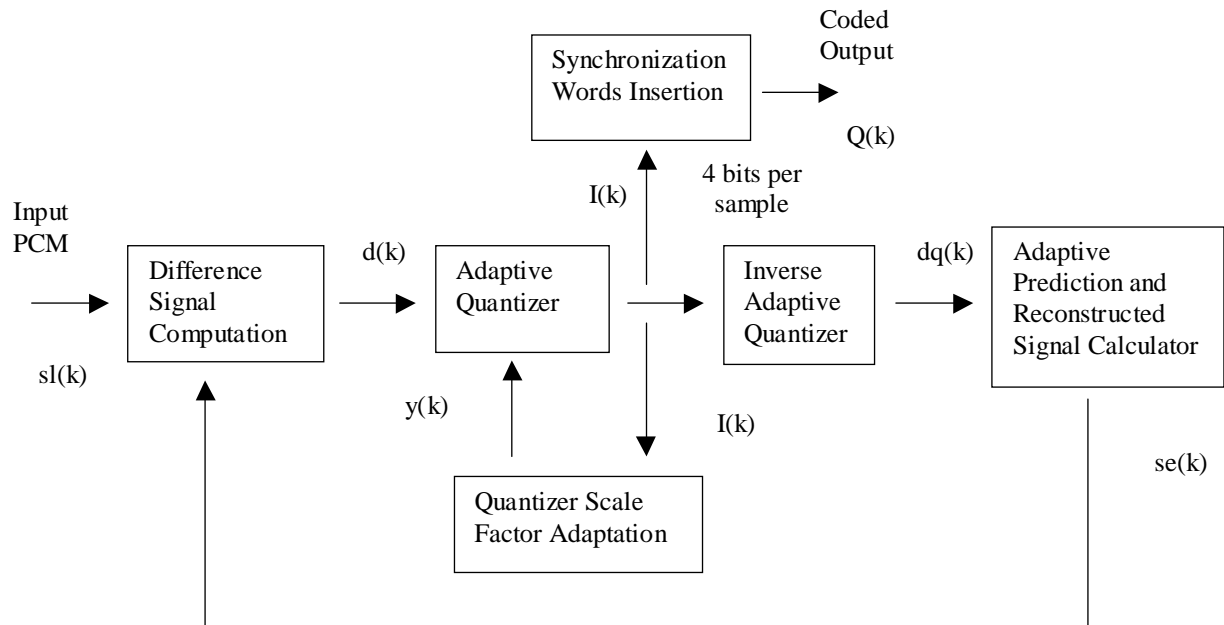 Synchronization
Words Insertion
Coded
Output
Q(k)
I(k)
4 bits per
sample
Input
PCM
sl(k)
Difference
Signal
Computation
d(k)
Adaptive
Quantizer
Inverse
Adaptive
Quantizer
dq(k)
Adaptive
Prediction and
Reconstructed
Signal Calculator
y(k)
I(k)
se(k)
Quantizer Scale
Factor Adaptation